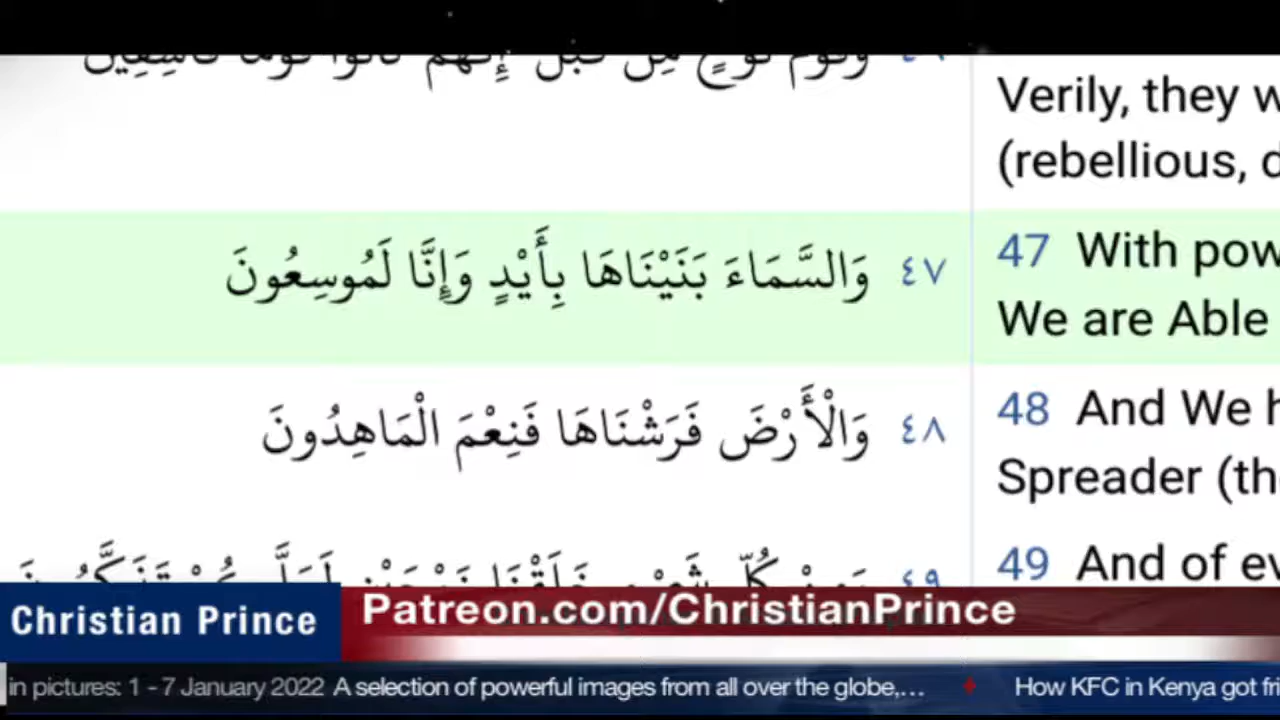 Verily, they w
(rebellious, d
وَالسَّمَاءَ بَنَيْنَاهَا بِأَيْدٍ وَإِنَّا لَمُوسِعُونَ ٤٧
47 With pow
We are Able
وَالْأَرْضَ فَرَشْنَاهَا فَنِعْمَ الْمَاهِدُونَ ٤٨
48 And We h
Spreader (the
49 And of ev
Christian Prince
Patreon.com/ChristianPrince
in pictures: 1 - 7 January 2022 A selection of powerful images from all over the globe,... How KFC in Kenya got fri